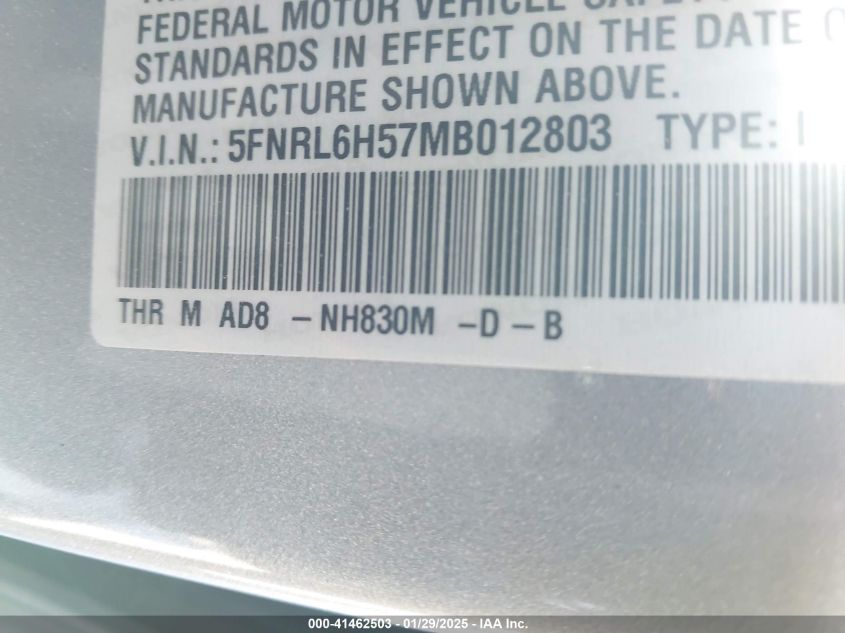 FEDERAL MOTOR VEHICLE SAFETY
STANDARDS IN EFFECT ON THE DATE
MANUFACTURE SHOWN ABOVE.
V.I.N.: 5FNRL6H57MB012803 TYPE:
THR M AD8 - NH830M - D - B
000-41462503 - 01/29/2025 - IAA Inc.